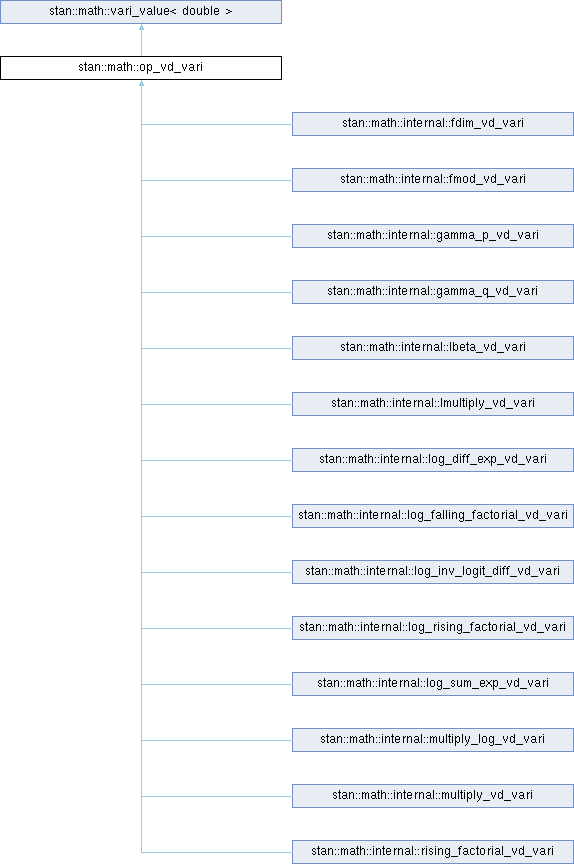 stan::math::vari_value< double >
stan::math::op_vd_vari
stan::math::internal::fdim_vd_vari
stan::math::internal::fmod_vd_vari
stan::math::internal::gamma_p_vd_vari
stan::math::internal::gamma_q_vd_vari
stan::math::internal::lbeta_vd_vari
stan::math::internal::lmultiply_vd_vari
stan::math::internal::log_diff_exp_vd_vari
stan::math::internal::log_falling_factorial_vd_vari
stan::math::internal::log_inv_logit_diff_vd_vari
stan::math::internal::log_rising_factorial_vd_vari
stan::math::internal::log_sum_exp_vd_vari
stan::math::internal::multiply_log_vd_vari
stan::math::internal::multiply_vd_vari
stan::math::internal::rising_factorial_vd_vari